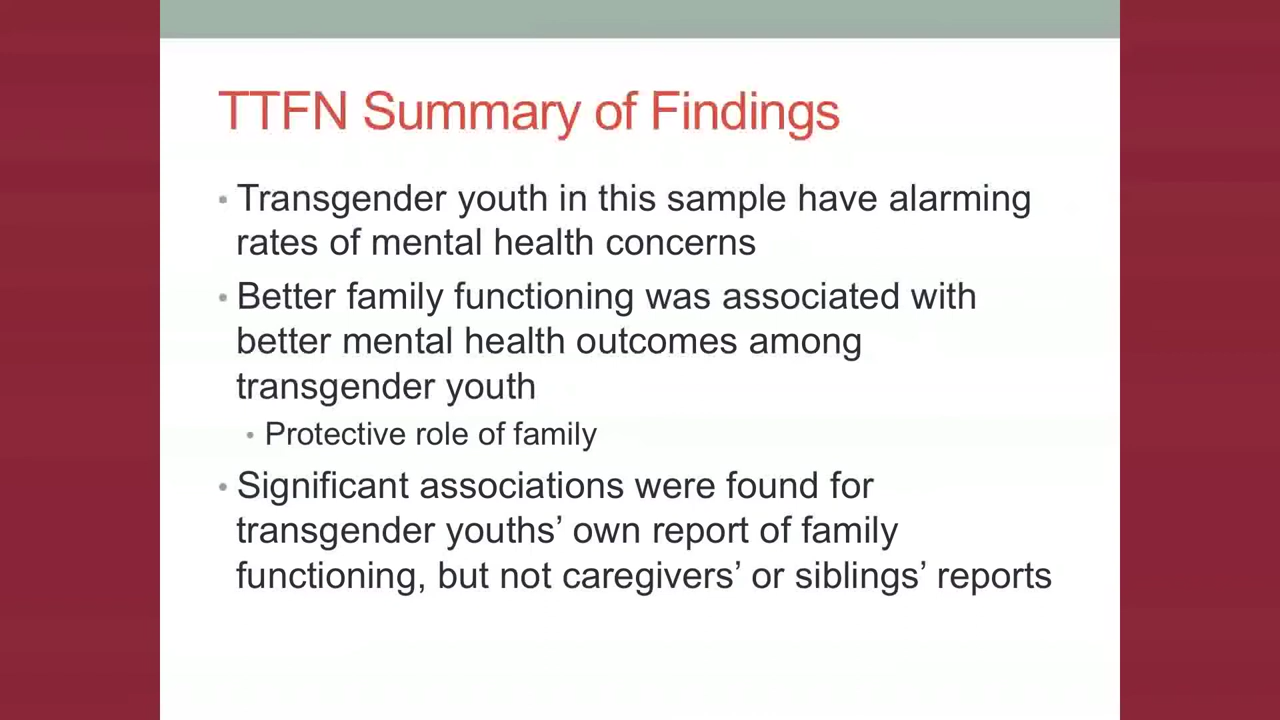 TTFN Summary of Findings
• Transgender youth in this sample have alarming
rates of mental health concerns
• Better family functioning was associated with
better mental health outcomes among
transgender youth
• Protective role of family
• Significant associations were found for
transgender youths’ own report of family
functioning, but not caregivers’ or siblings’ reports